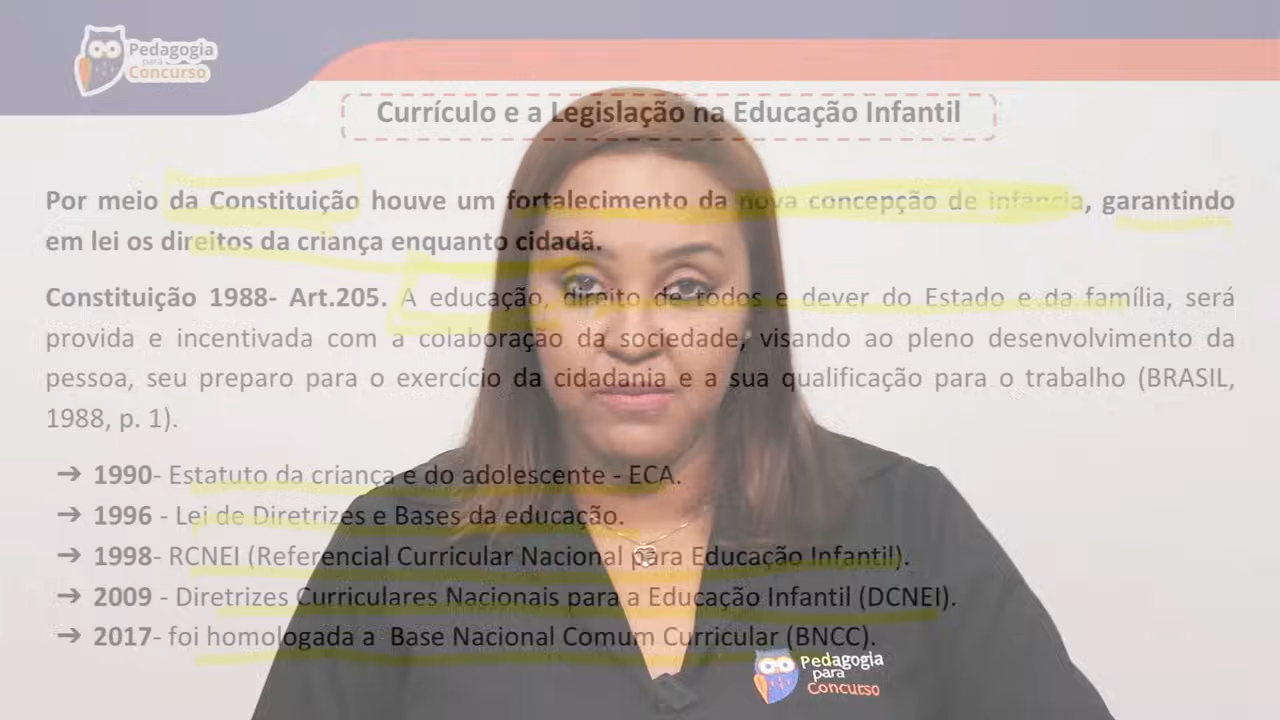 Pedagogia
para
Concurso
Currículo e a Legislação na Educação Infantil
Por meio da Constituição houve um fortalecimento da nova concepção de infância, garantindo
em lei os direitos da criança enquanto cidadã.
Constituição 1988- Art.205. A educação, direito de todos e dever do Estado e da família, será
provida e incentivada com a colaboração da sociedade, visando ao pleno desenvolvimento da
pessoa, seu preparo para o exercício da cidadania e a sua qualificação para o trabalho (BRASIL,
1988, p. 1).
➔ 1990- Estatuto da criança e do adolescente - ECA.
➔ 1996 - Lei de Diretrizes e Bases da educação.
➔ 1998- RCNEI (Referencial Curricular Nacional para Educação Infantil).
➔ 2009 - Diretrizes Curriculares Nacionais para a Educação Infantil (DCNEI).
➔ 2017- foi homologada a Base Nacional Comum Curricular (BNCC).
Pedagogia
para
Concurso